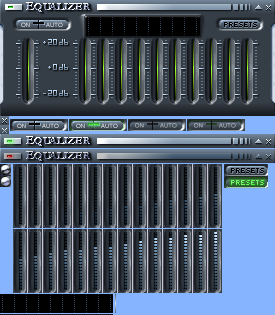 EQUALIZER
ON AUTO PRESETS
+20db
+0db
-20db
ON AUTO ON AUTO ON AUTO ON AUTO
EQUALIZER
EQUALIZER
PRESETS
PRESETS